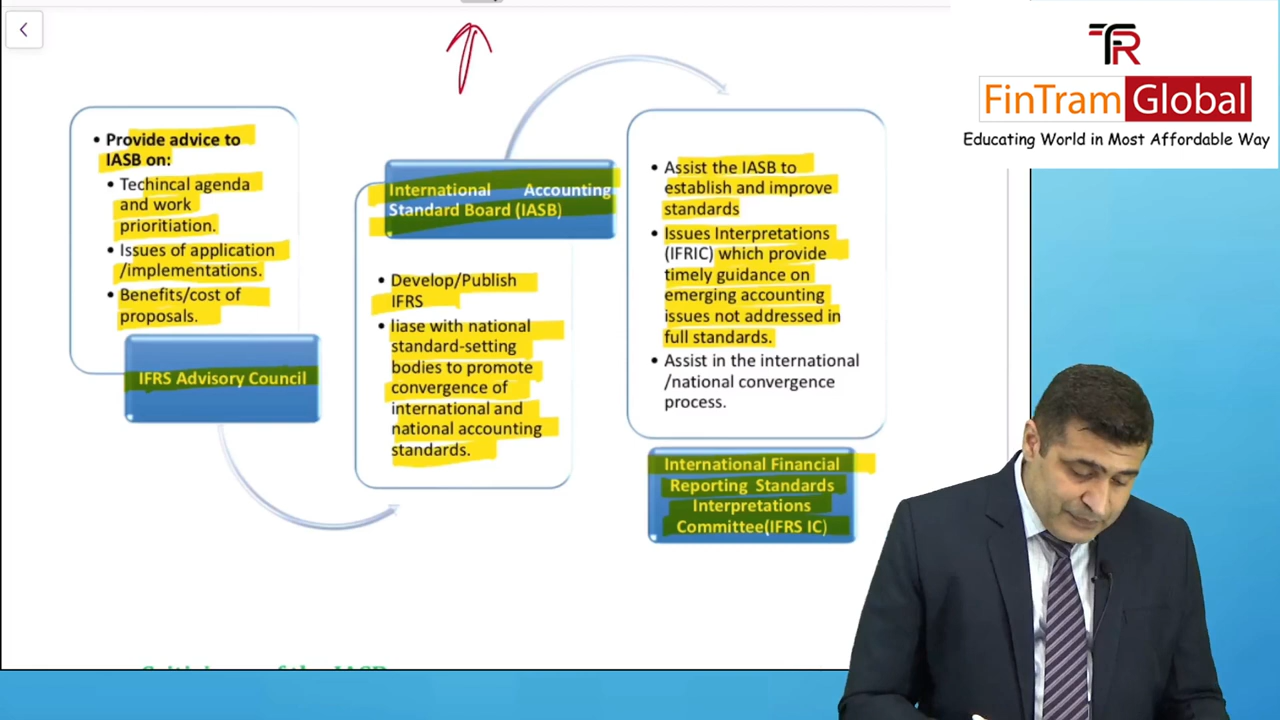 • Provide advice to
IASB on:
• Techincal agenda
and work
prioritiation.
• Issues of application
/implementations.
• Benefits/cost of
proposals.
IFRS Advisory Council
International Accounting
Standard Board (IASB)
• Develop/Publish
IFRS
• liase with national
standard-setting
bodies to promote
convergence of
international and
national accounting
standards.
• Assist the IASB to
establish and improve
standards
• Issues Interpretations
(IFRIC) which provide
timely guidance on
emerging accounting
issues not addressed in
full standards.
• Assist in the international
/national convergence
process.
International Financial
Reporting Standards
Interpretations
Committee(IFRS IC)
FinTram Global
Educating World in Most Affordable Way